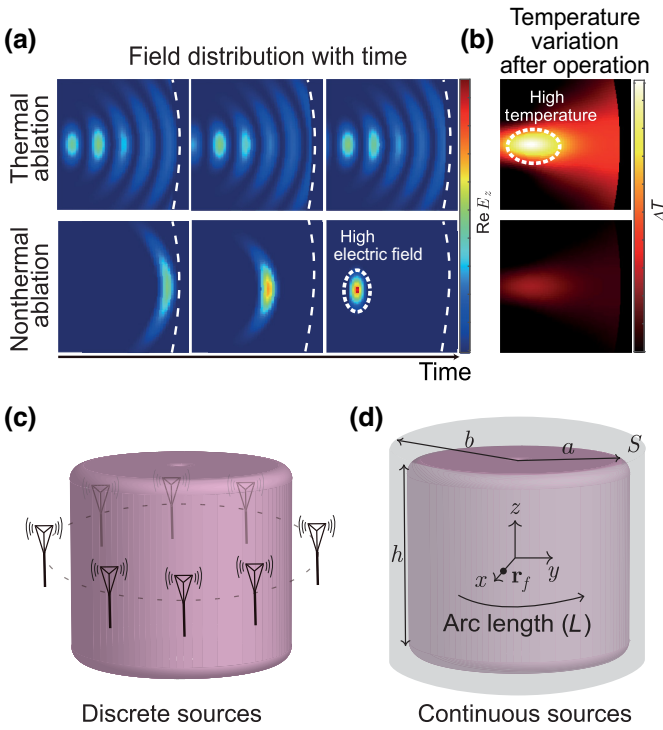 (a)
Field distribution with time
(b)
Temperature
variation
after operation
Thermal
ablation
High
temperature
Re E_z
ΔT
Nonthermal
ablation
High
electric field
Time
(c)
(d)
b
a
S
h
z
x
r_f
y
Arc length (L)
Discrete sources
Continuous sources